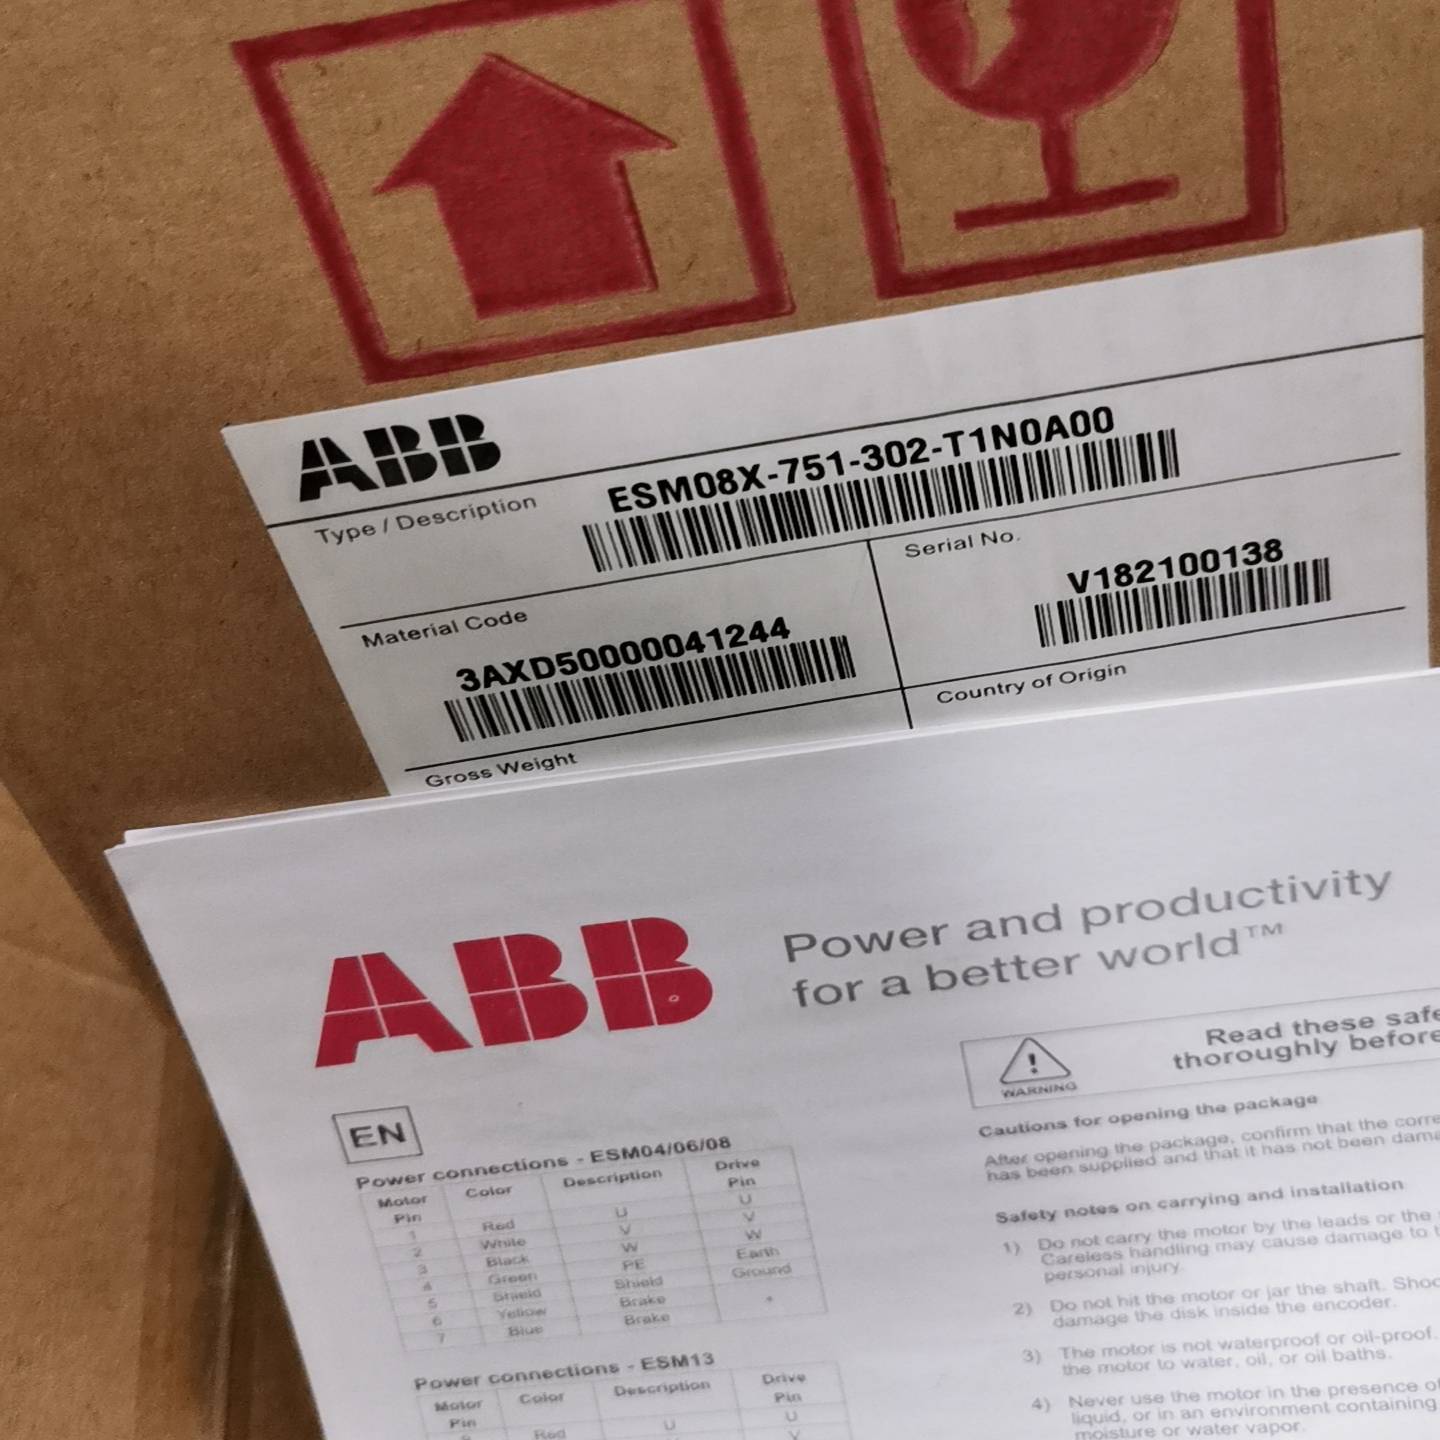 ABB
Type / Description
ESM08X-751-302-T1N0A00
Material Code
3AXD50000041244
Serial No.
V182100138
Gross Weight
Country of Origin
ABB
Power and productivity
for a better world™
EN
Power connections - ESM04/06/08
Motor Pin Color Description Drive Pin
1 Red U U
2 White V V
3 Black W W
4 Green PE Earth
5 Shield Shield Ground
6 Yellow Brake
7 Blue Brake
Power connections - ESM13
Motor Pin Color Description Drive Pin
Red U U
V
WARNING
Read these safe
thoroughly before
Cautions for opening the package
After opening the package, confirm that the corre
has been supplied and that it has not been dama
Safety notes on carrying and installation
1) Do not carry the motor by the leads or the
Careless handling may cause damage to t
personal injury.
2) Do not hit the motor or jar the shaft. Shoc
damage the disk inside the encoder.
3) The motor is not waterproof or oil-proof.
the motor to water, oil, or oil baths.
4) Never use the motor in the presence of
liquid, or in an environment containing
moisture or water vapor.